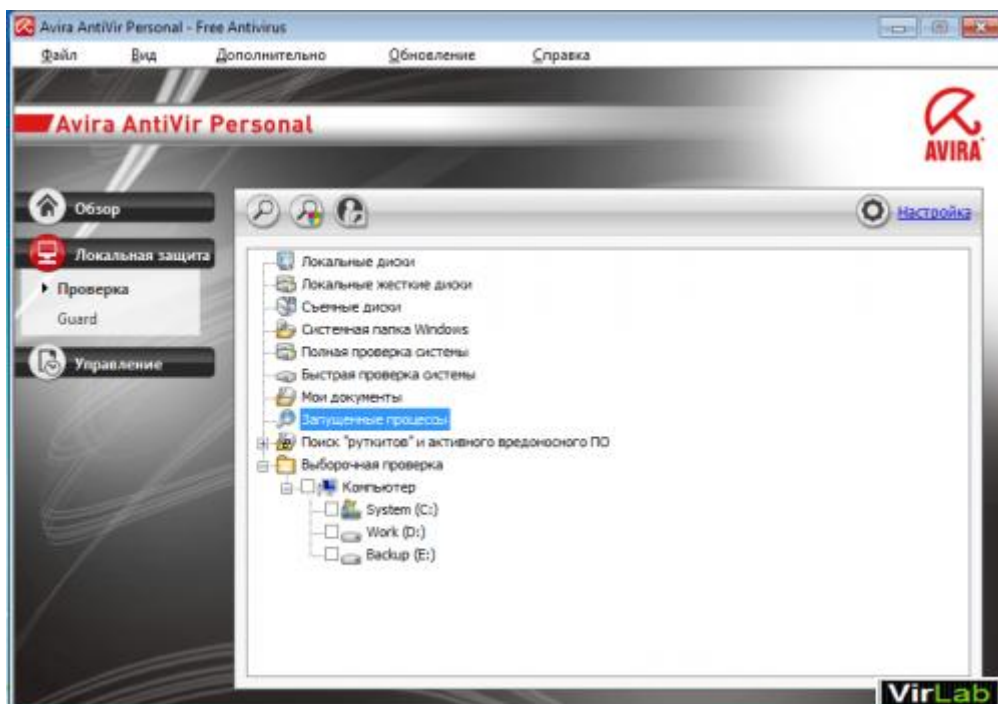 Avira AntiVir Personal - Free Antivirus
Файл Вид Дополнительно Обновление Справка
Avira AntiVir Personal
AVIRA
Обзор
Локальная защита
Проверка
Guard
Управление
Настройка
Локальные диски
Локальные жесткие диски
Съемные диски
Системная папка Windows
Полная проверка системы
Быстрая проверка системы
Мои документы
Запущенные процессы
Поиск "руткитов" и активного вредоносного ПО
Выборочная проверка
Компьютер
System (C:)
Work (D:)
Backup (E:)
VirLab